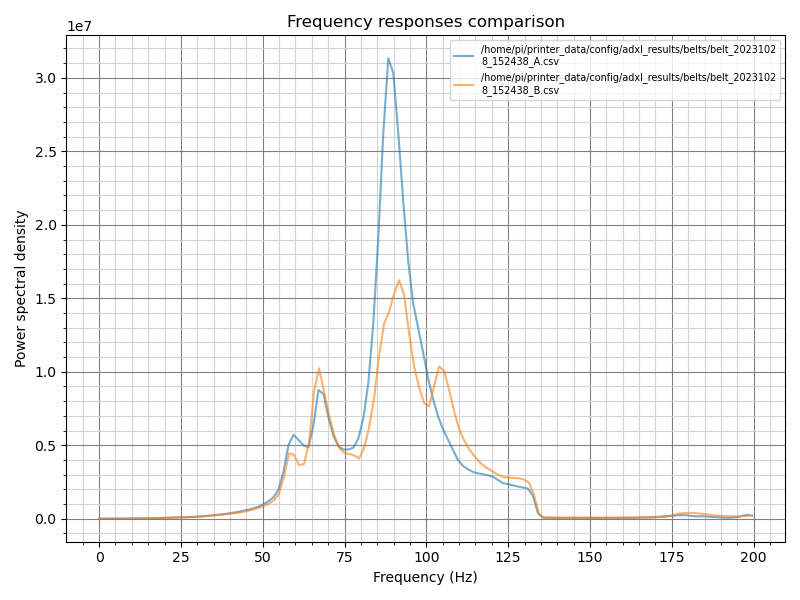 Frequency responses comparison
1e7
/home/pi/printer_data/config/adxl_results/belts/belt_2023102
8_152438_A.csv
/home/pi/printer_data/config/adxl_results/belts/belt_2023102
8_152438_B.csv
3.0
2.5
2.0
1.5
1.0
0.5
0.0
Power spectral density
0 25 50 75 100 125 150 175 200
Frequency (Hz)